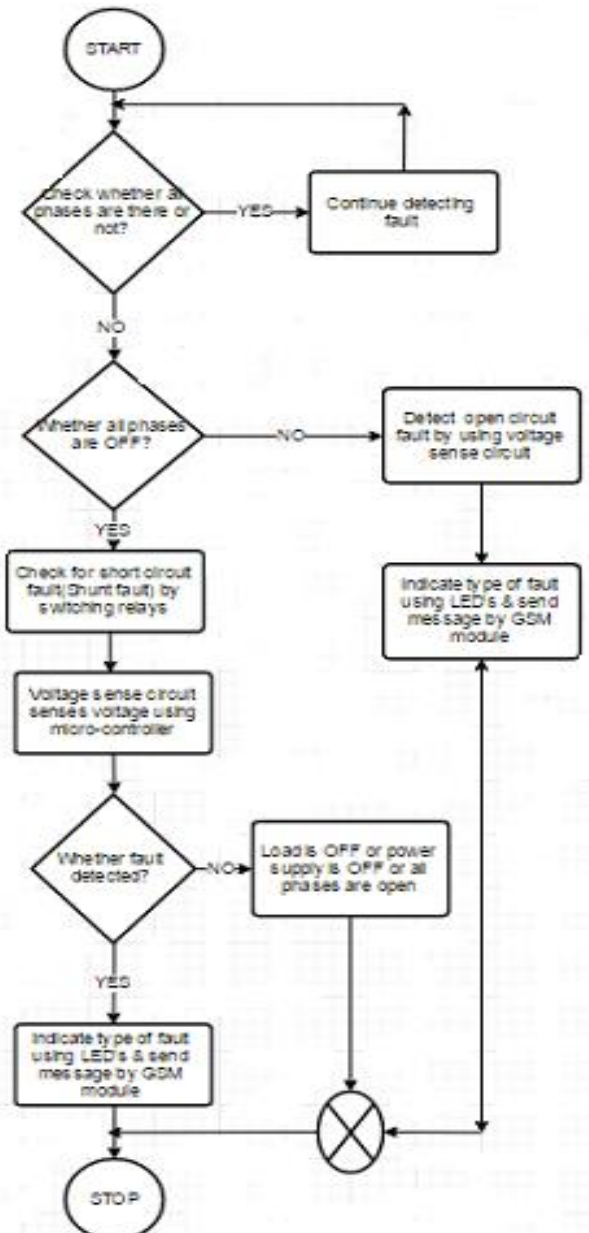 START
Check whether all
phases are there or
not?
YES
Continue detecting
fault
NO
Whether all phases
are OFF?
NO
Detect open circuit
fault by using voltage
sense circuit
YES
Check for short circuit
fault(Shunt fault) by
switching relays
Indicate type of fault
using LED's & send
message by GSM
module
Voltage sense circuit
senses voltage using
micro-controller
Whether fault
detected?
NO
Load is OFF or power
supply is OFF or all
phases are open
YES
Indicate type of fault
using LED's & send
message by GSM
module
STOP